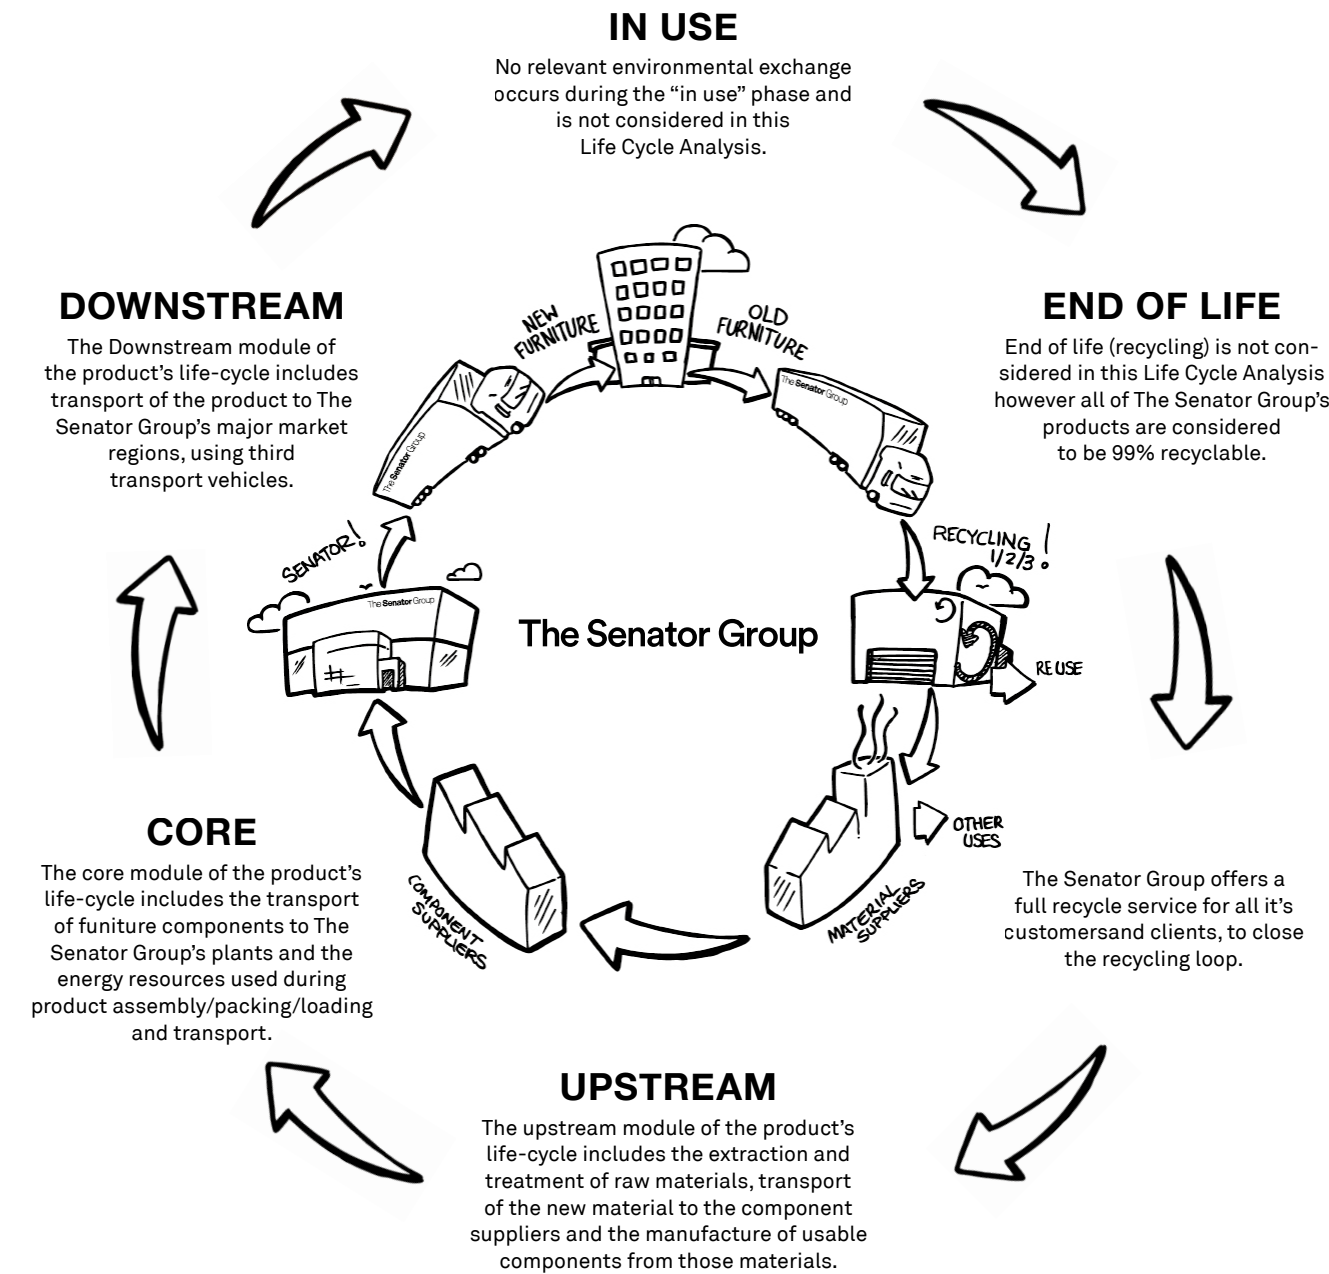 IN USE
No relevant environmental exchange
occurs during the “in use” phase and
is not considered in this
Life Cycle Analysis.
DOWNSTREAM
The Downstream module of
the product’s life-cycle includes
transport of the product to The
Senator Group’s major market
regions, using third
transport vehicles.
END OF LIFE
End of life (recycling) is not con-
sidered in this Life Cycle Analysis
however all of The Senator Group’s
products are considered
to be 99% recyclable.
NEW
FURNITURE
OLD
FURNITURE
The Senator Group
The Senator Group
SENATOR!
RECYCLING
1/2/3!
The Senator Group
The Senator Group
RE USE
CORE
The core module of the product’s
life-cycle includes the transport
of funiture components to The
Senator Group’s plants and the
energy resources used during
product assembly/packing/loading
and transport.
COMPONENT
SUPPLIERS
MATERIAL
SUPPLIERS
OTHER
USES
The Senator Group offers a
full recycle service for all it’s
customersand clients, to close
the recycling loop.
UPSTREAM
The upstream module of the product’s
life-cycle includes the extraction and
treatment of raw materials, transport
of the new material to the component
suppliers and the manufacture of usable
components from those materials.